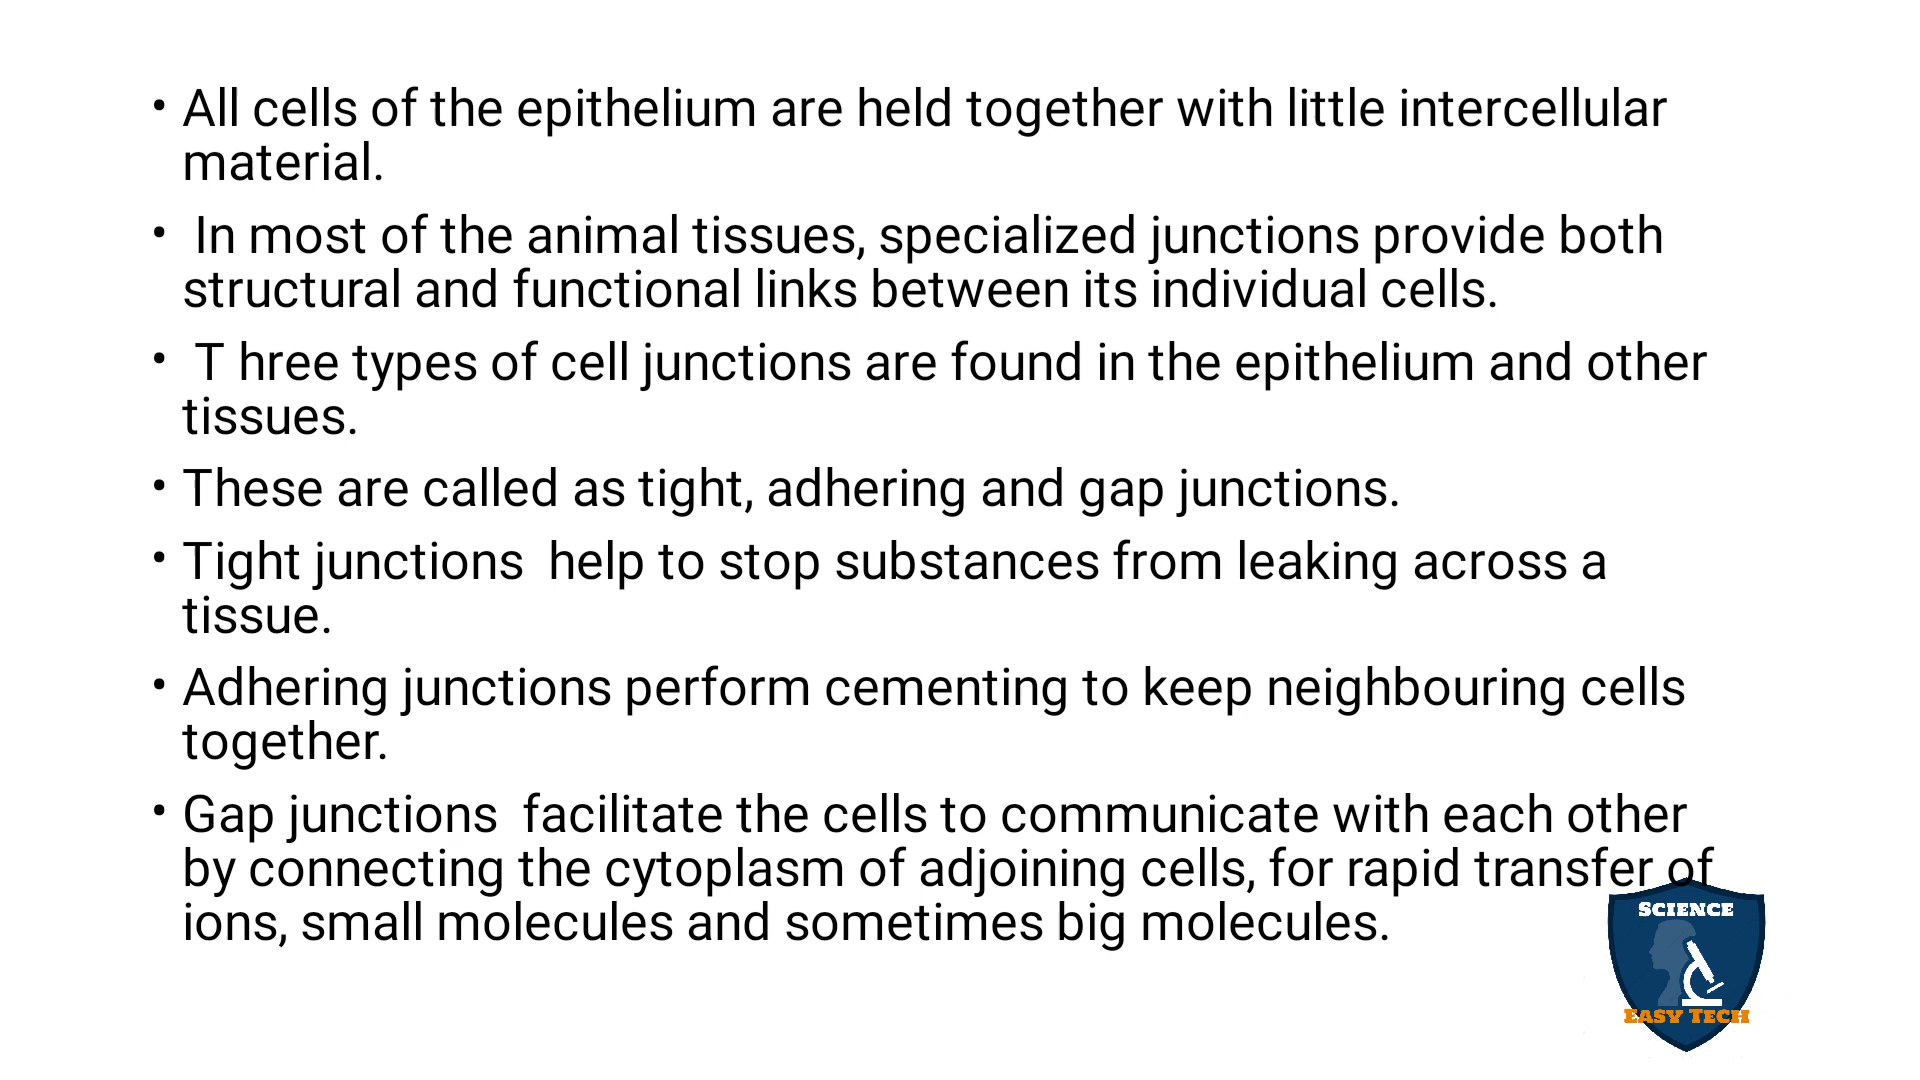 • All cells of the epithelium are held together with little intercellular
material.
• In most of the animal tissues, specialized junctions provide both
structural and functional links between its individual cells.
• T hree types of cell junctions are found in the epithelium and other
tissues.
• These are called as tight, adhering and gap junctions.
• Tight junctions  help to stop substances from leaking across a
tissue.
• Adhering junctions perform cementing to keep neighbouring cells
together.
• Gap junctions  facilitate the cells to communicate with each other
by connecting the cytoplasm of adjoining cells, for rapid transfer of
ions, small molecules and sometimes big molecules.
SCIENCE
EASY TECH